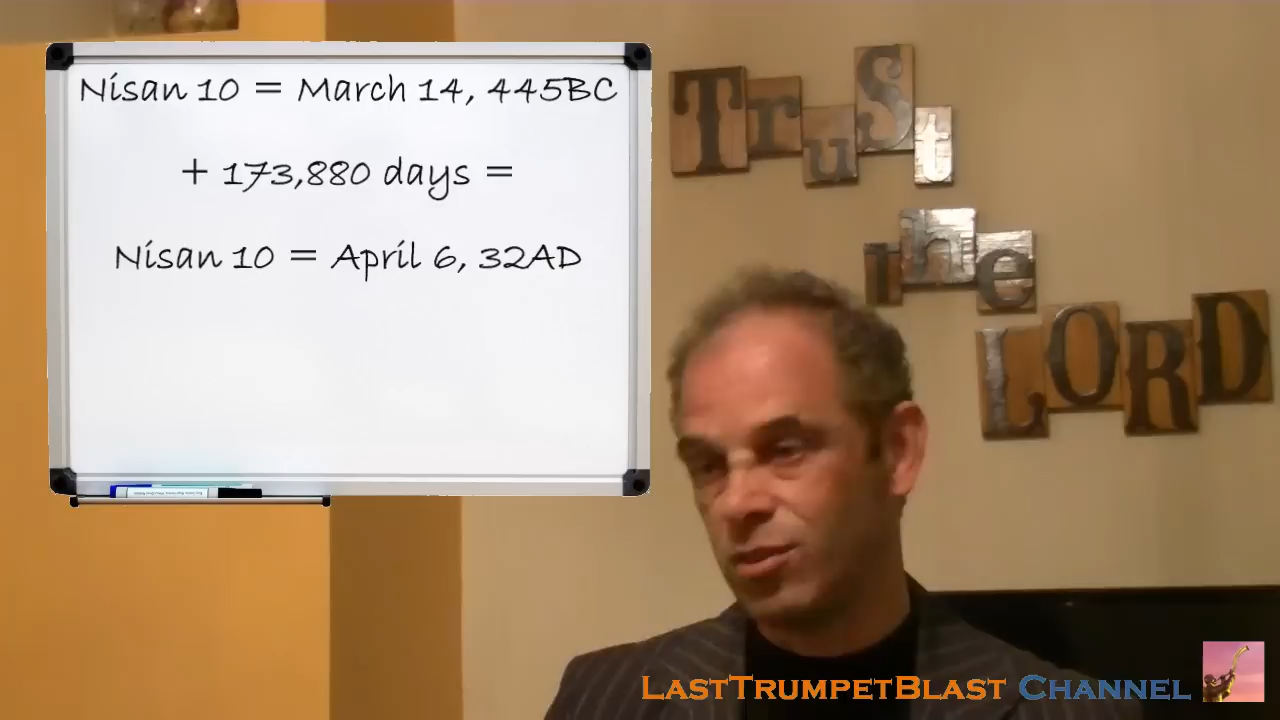 Nisan 10 = March 14, 445BC
+ 173,880 days =
Nisan 10 = April 6, 32AD
Trust
the
LORD
LastTrumpetBlast Channel